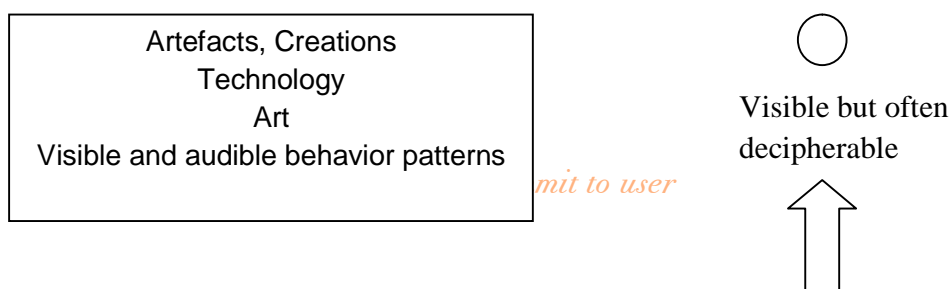 Artefacts, Creations
Technology
Art
Visible and audible behavior patterns
Visible but often
decipherable
mit to user